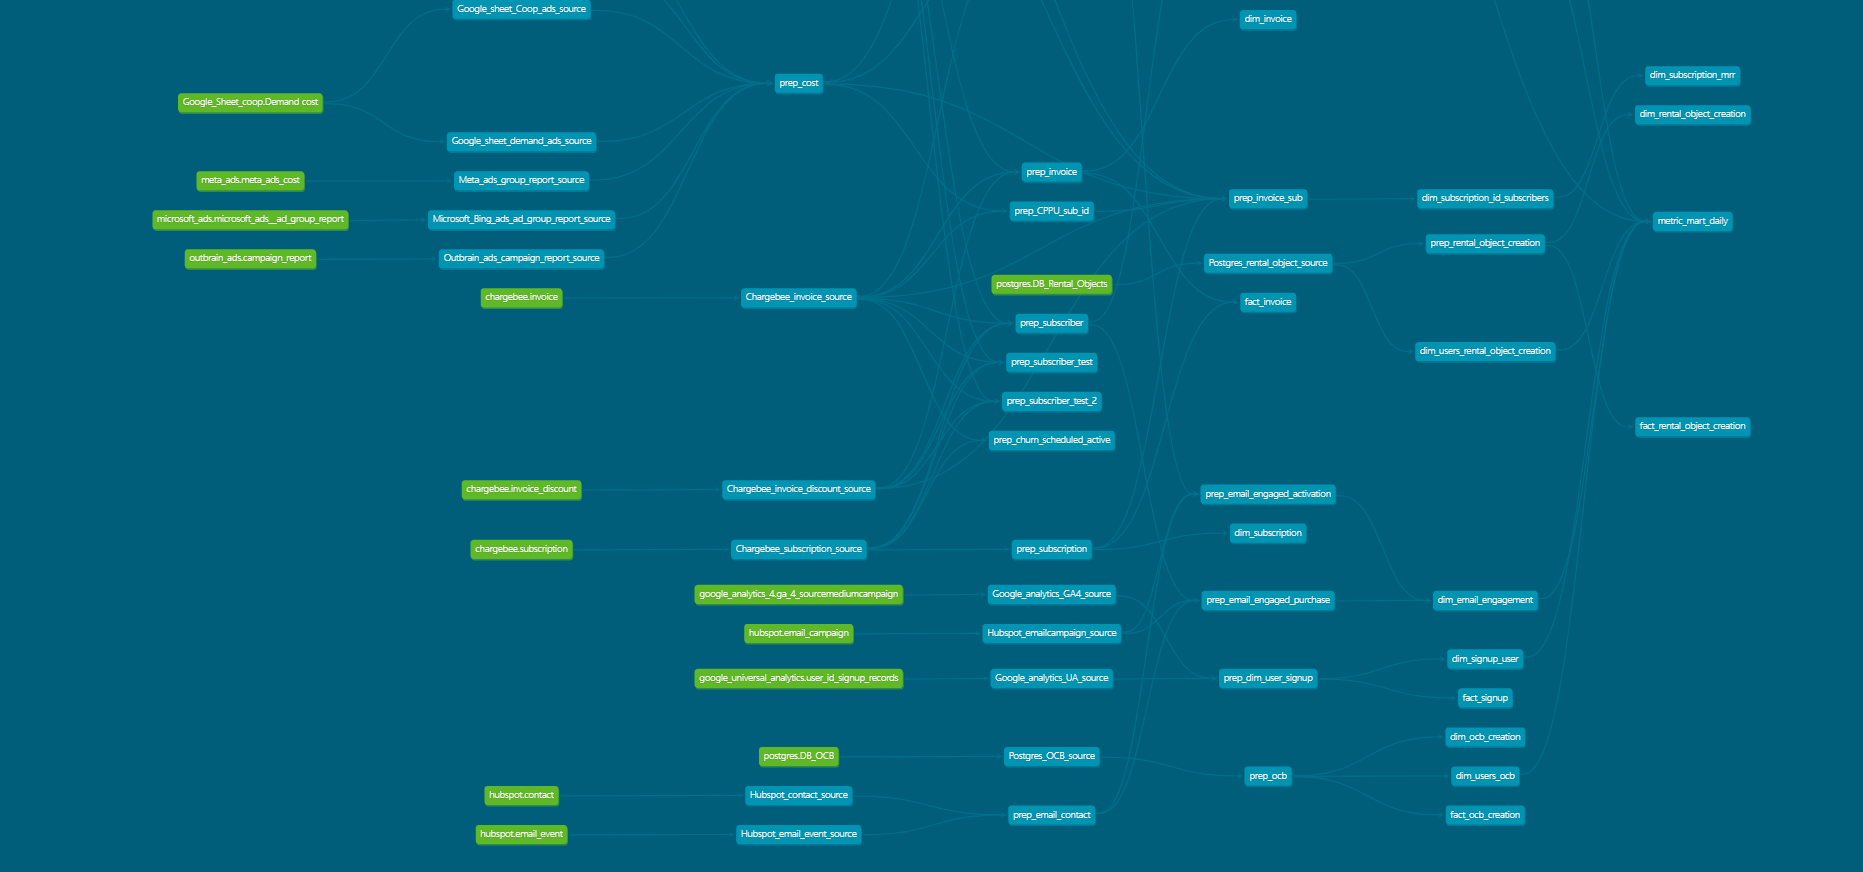 Google_sheet_Coop_ads_source
dim_invoice
dim_subscription_mrr
prep_cost
Google_Sheet_coop.Demand cost
dim_rental_object_creation
Google_sheet_demand_ads_source
prep_invoice
meta_ads.meta_ads_cost
Meta_ads_group_report_source
prep_invoice_sub
dim_subscription_id_subscribers
prep_CPPU_sub_id
microsoft_ads.microsoft_ads__ad_group_report
Microsoft_Bing_ads_ad_group_report_source
metric_mart_daily
prep_rental_object_creation
outbrain_ads.campaign_report
Outbrain_ads_campaign_report_source
Postgres_rental_object_source
postgres.DB_Rental_Objects
chargebee.invoice
Chargebee_invoice_source
fact_invoice
prep_subscriber
dim_users_rental_object_creation
prep_subscriber_test
prep_subscriber_test_2
fact_rental_object_creation
prep_churn_scheduled_active
chargebee.invoice_discount
Chargebee_invoice_discount_source
prep_email_engaged_activation
dim_subscription
chargebee.subscription
Chargebee_subscription_source
prep_subscription
google_analytics_4.ga_4_sourcemediumcampaign
Google_analytics_GA4_source
prep_email_engaged_purchase
dim_email_engagement
hubspot.email_campaign
Hubspot_emailcampaign_source
dim_signup_user
google_universal_analytics.user_id_signup_records
Google_analytics_UA_source
prep_dim_user_signup
fact_signup
dim_ocb_creation
postgres.DB_OCB
Postgres_OCB_source
prep_ocb
dim_users_ocb
hubspot.contact
Hubspot_contact_source
prep_email_contact
fact_ocb_creation
hubspot.email_event
Hubspot_email_event_source